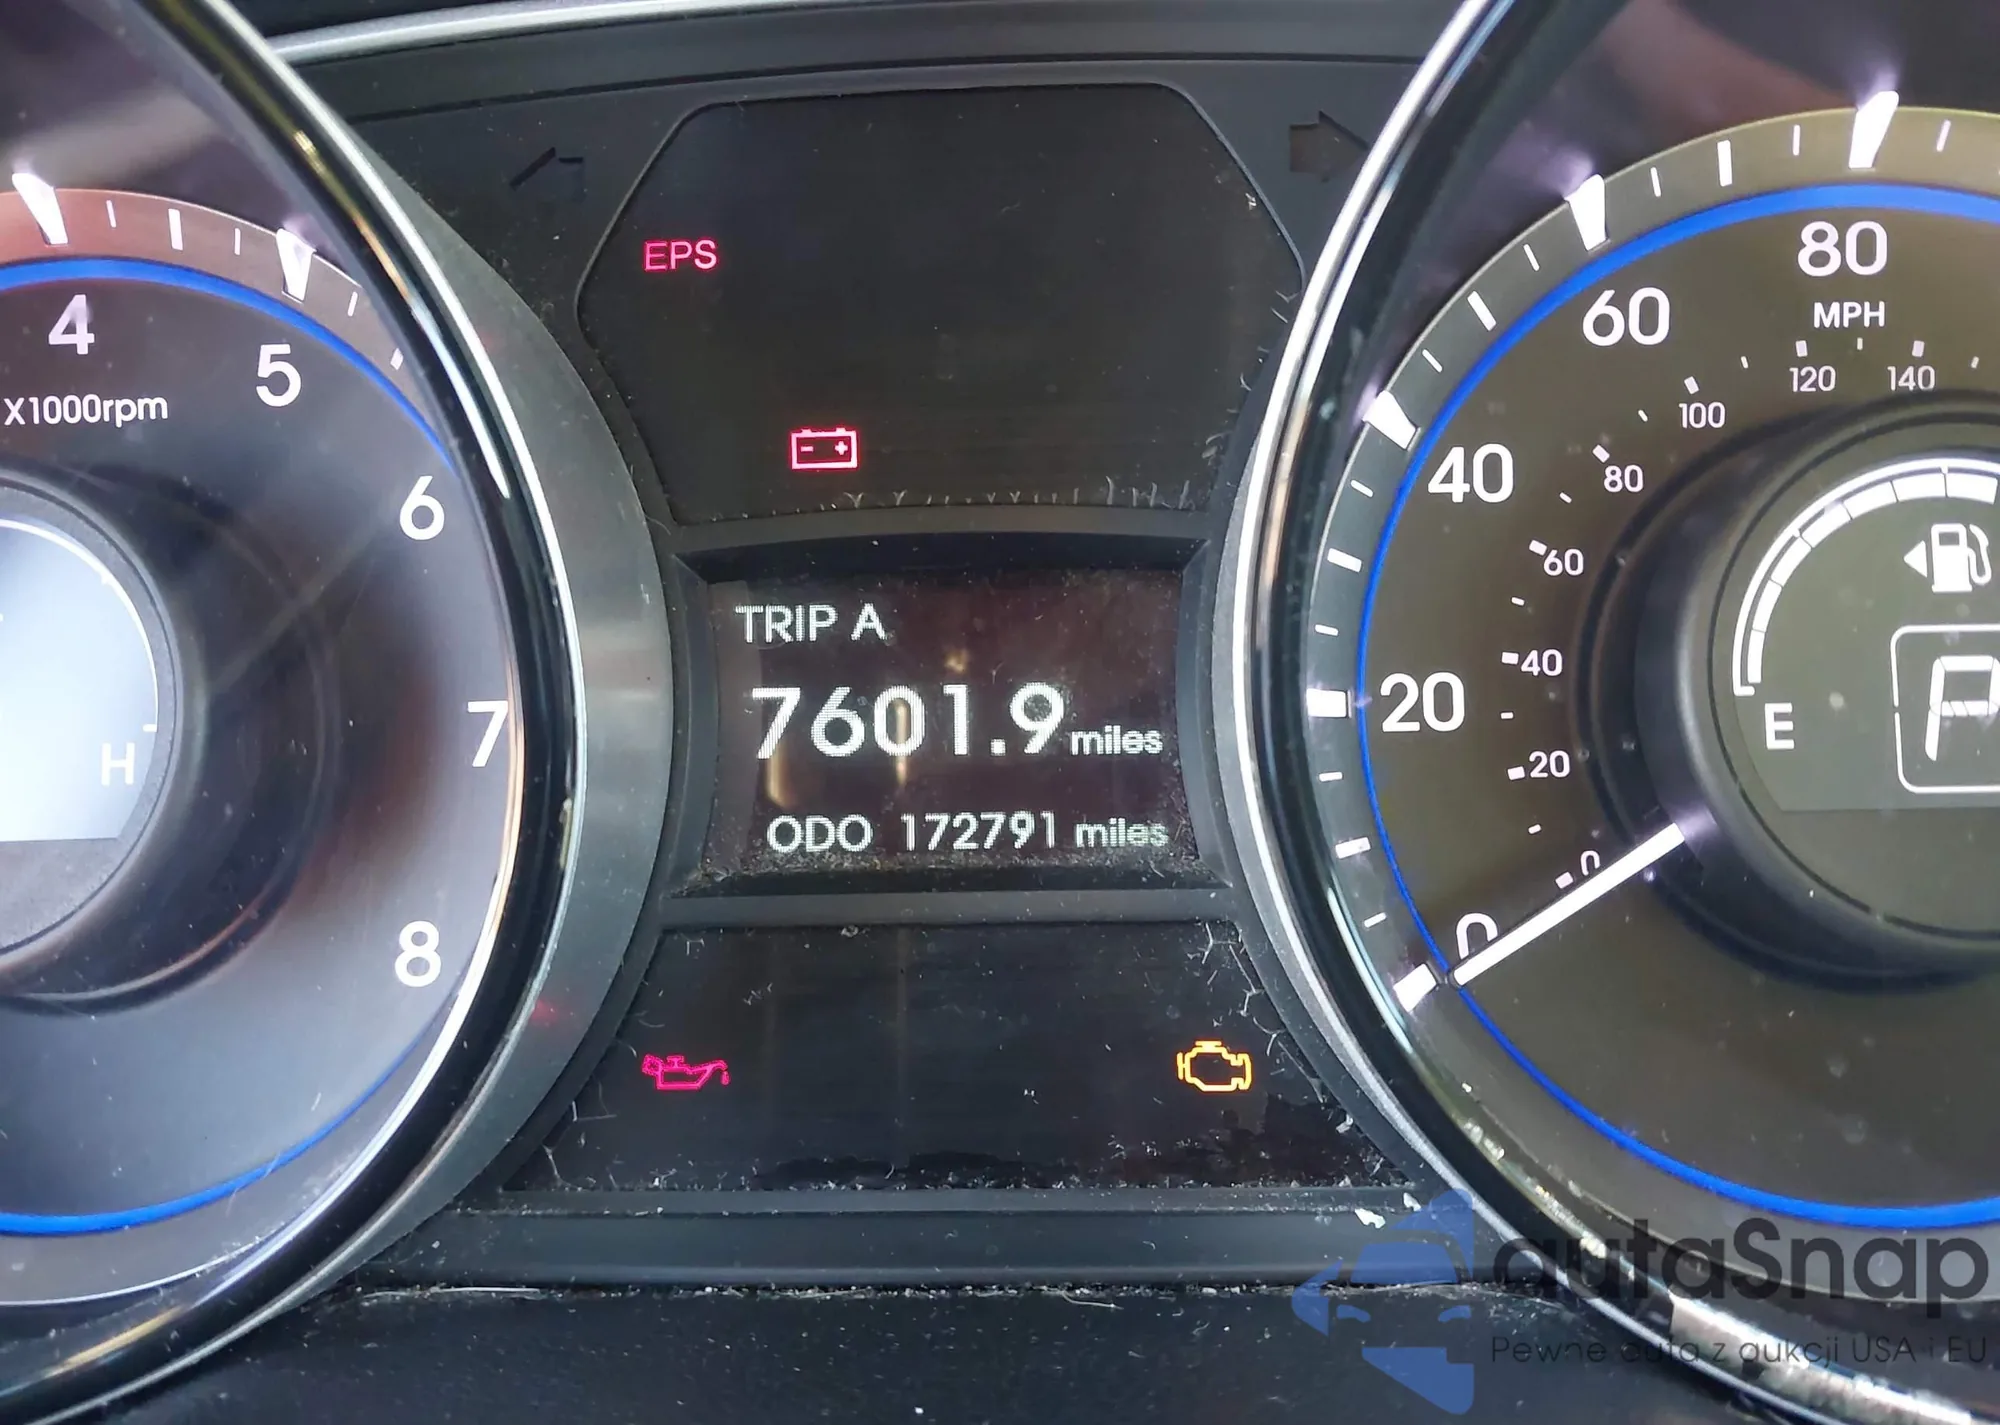 EPS
4
5
6
7
8
X1000rpm
H
TRIP A
7601.9 miles
ODO 172791 miles
80
MPH
60
40
20
0
140
120
100
80
60
40
20
0
E
P
autaSnap
Pewne auta z aukcji USA i EU